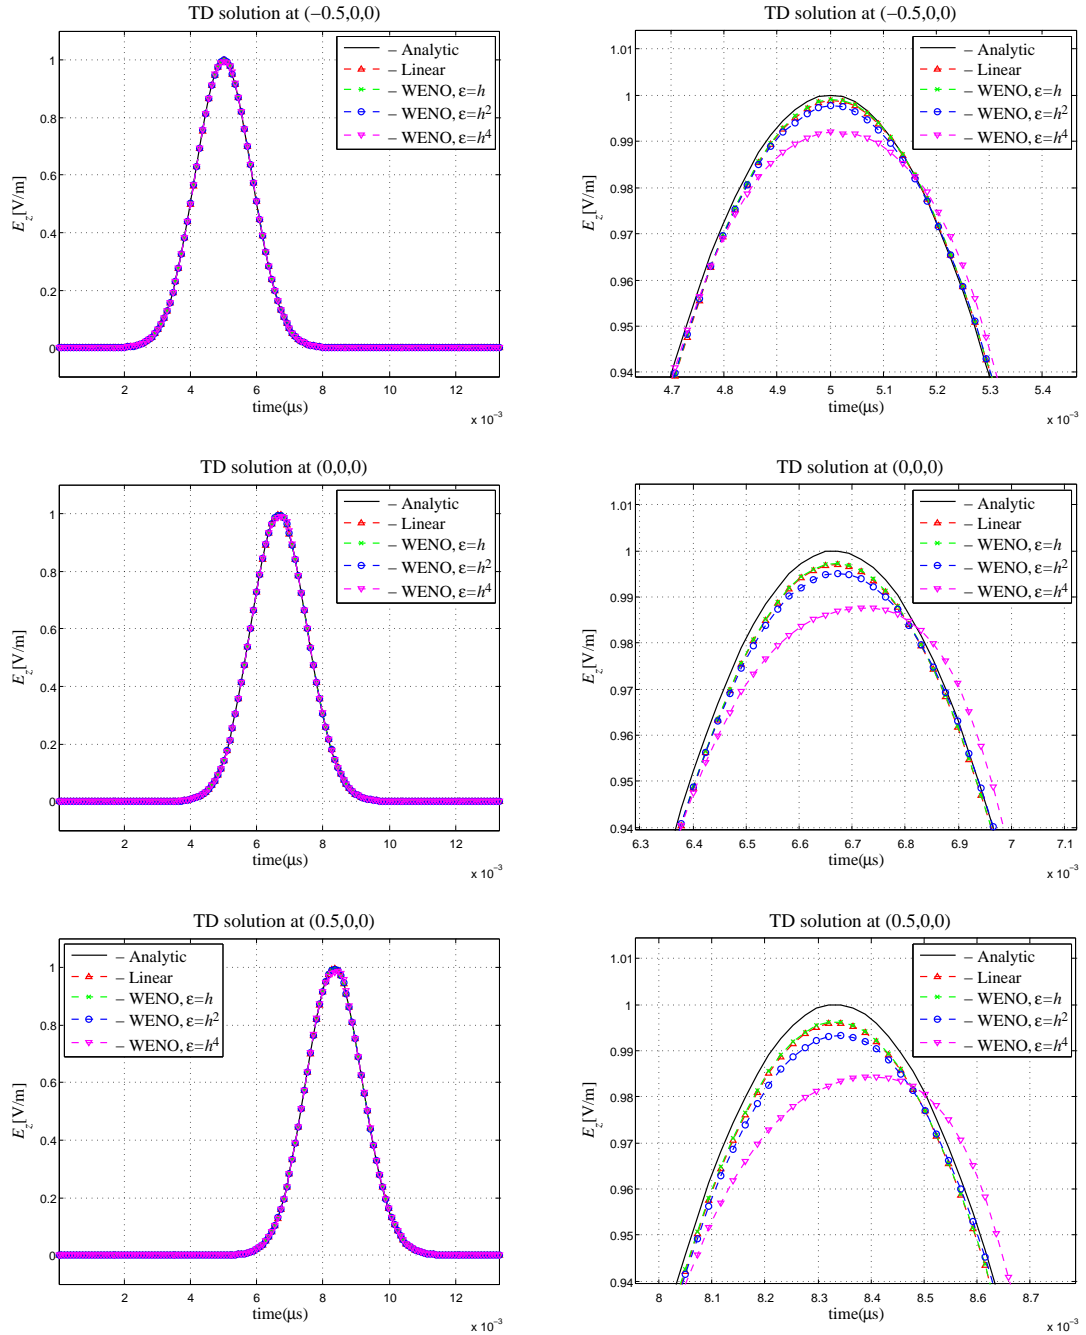 TD solution at (−0.5,0,0)
– Analytic
– Linear
– WENO, ε=h
– WENO, ε=h²
– WENO, ε=h⁴
E_z[V/m]
1
0.8
0.6
0.4
0.2
0
2 4 6 8 10 12
time(μs)
x 10⁻³
TD solution at (−0.5,0,0)
– Analytic
– Linear
– WENO, ε=h
– WENO, ε=h²
– WENO, ε=h⁴
E_z[V/m]
1.01
1
0.99
0.98
0.97
0.96
0.95
0.94
4.7 4.8 4.9 5 5.1 5.2 5.3 5.4
time(μs)
x 10⁻³
TD solution at (0,0,0)
– Analytic
– Linear
– WENO, ε=h
– WENO, ε=h²
– WENO, ε=h⁴
E_z[V/m]
1
0.8
0.6
0.4
0.2
0
2 4 6 8 10 12
time(μs)
x 10⁻³
TD solution at (0,0,0)
– Analytic
– Linear
– WENO, ε=h
– WENO, ε=h²
– WENO, ε=h⁴
E_z[V/m]
1.01
1
0.99
0.98
0.97
0.96
0.95
0.94
6.3 6.4 6.5 6.6 6.7 6.8 6.9 7 7.1
time(μs)
x 10⁻³
TD solution at (0.5,0,0)
– Analytic
– Linear
– WENO, ε=h
– WENO, ε=h²
– WENO, ε=h⁴
E_z[V/m]
1
0.8
0.6
0.4
0.2
0
2 4 6 8 10 12
time(μs)
x 10⁻³
TD solution at (0.5,0,0)
– Analytic
– Linear
– WENO, ε=h
– WENO, ε=h²
– WENO, ε=h⁴
E_z[V/m]
1.01
1
0.99
0.98
0.97
0.96
0.95
0.94
8 8.1 8.2 8.3 8.4 8.5 8.6 8.7
time(μs)
x 10⁻³